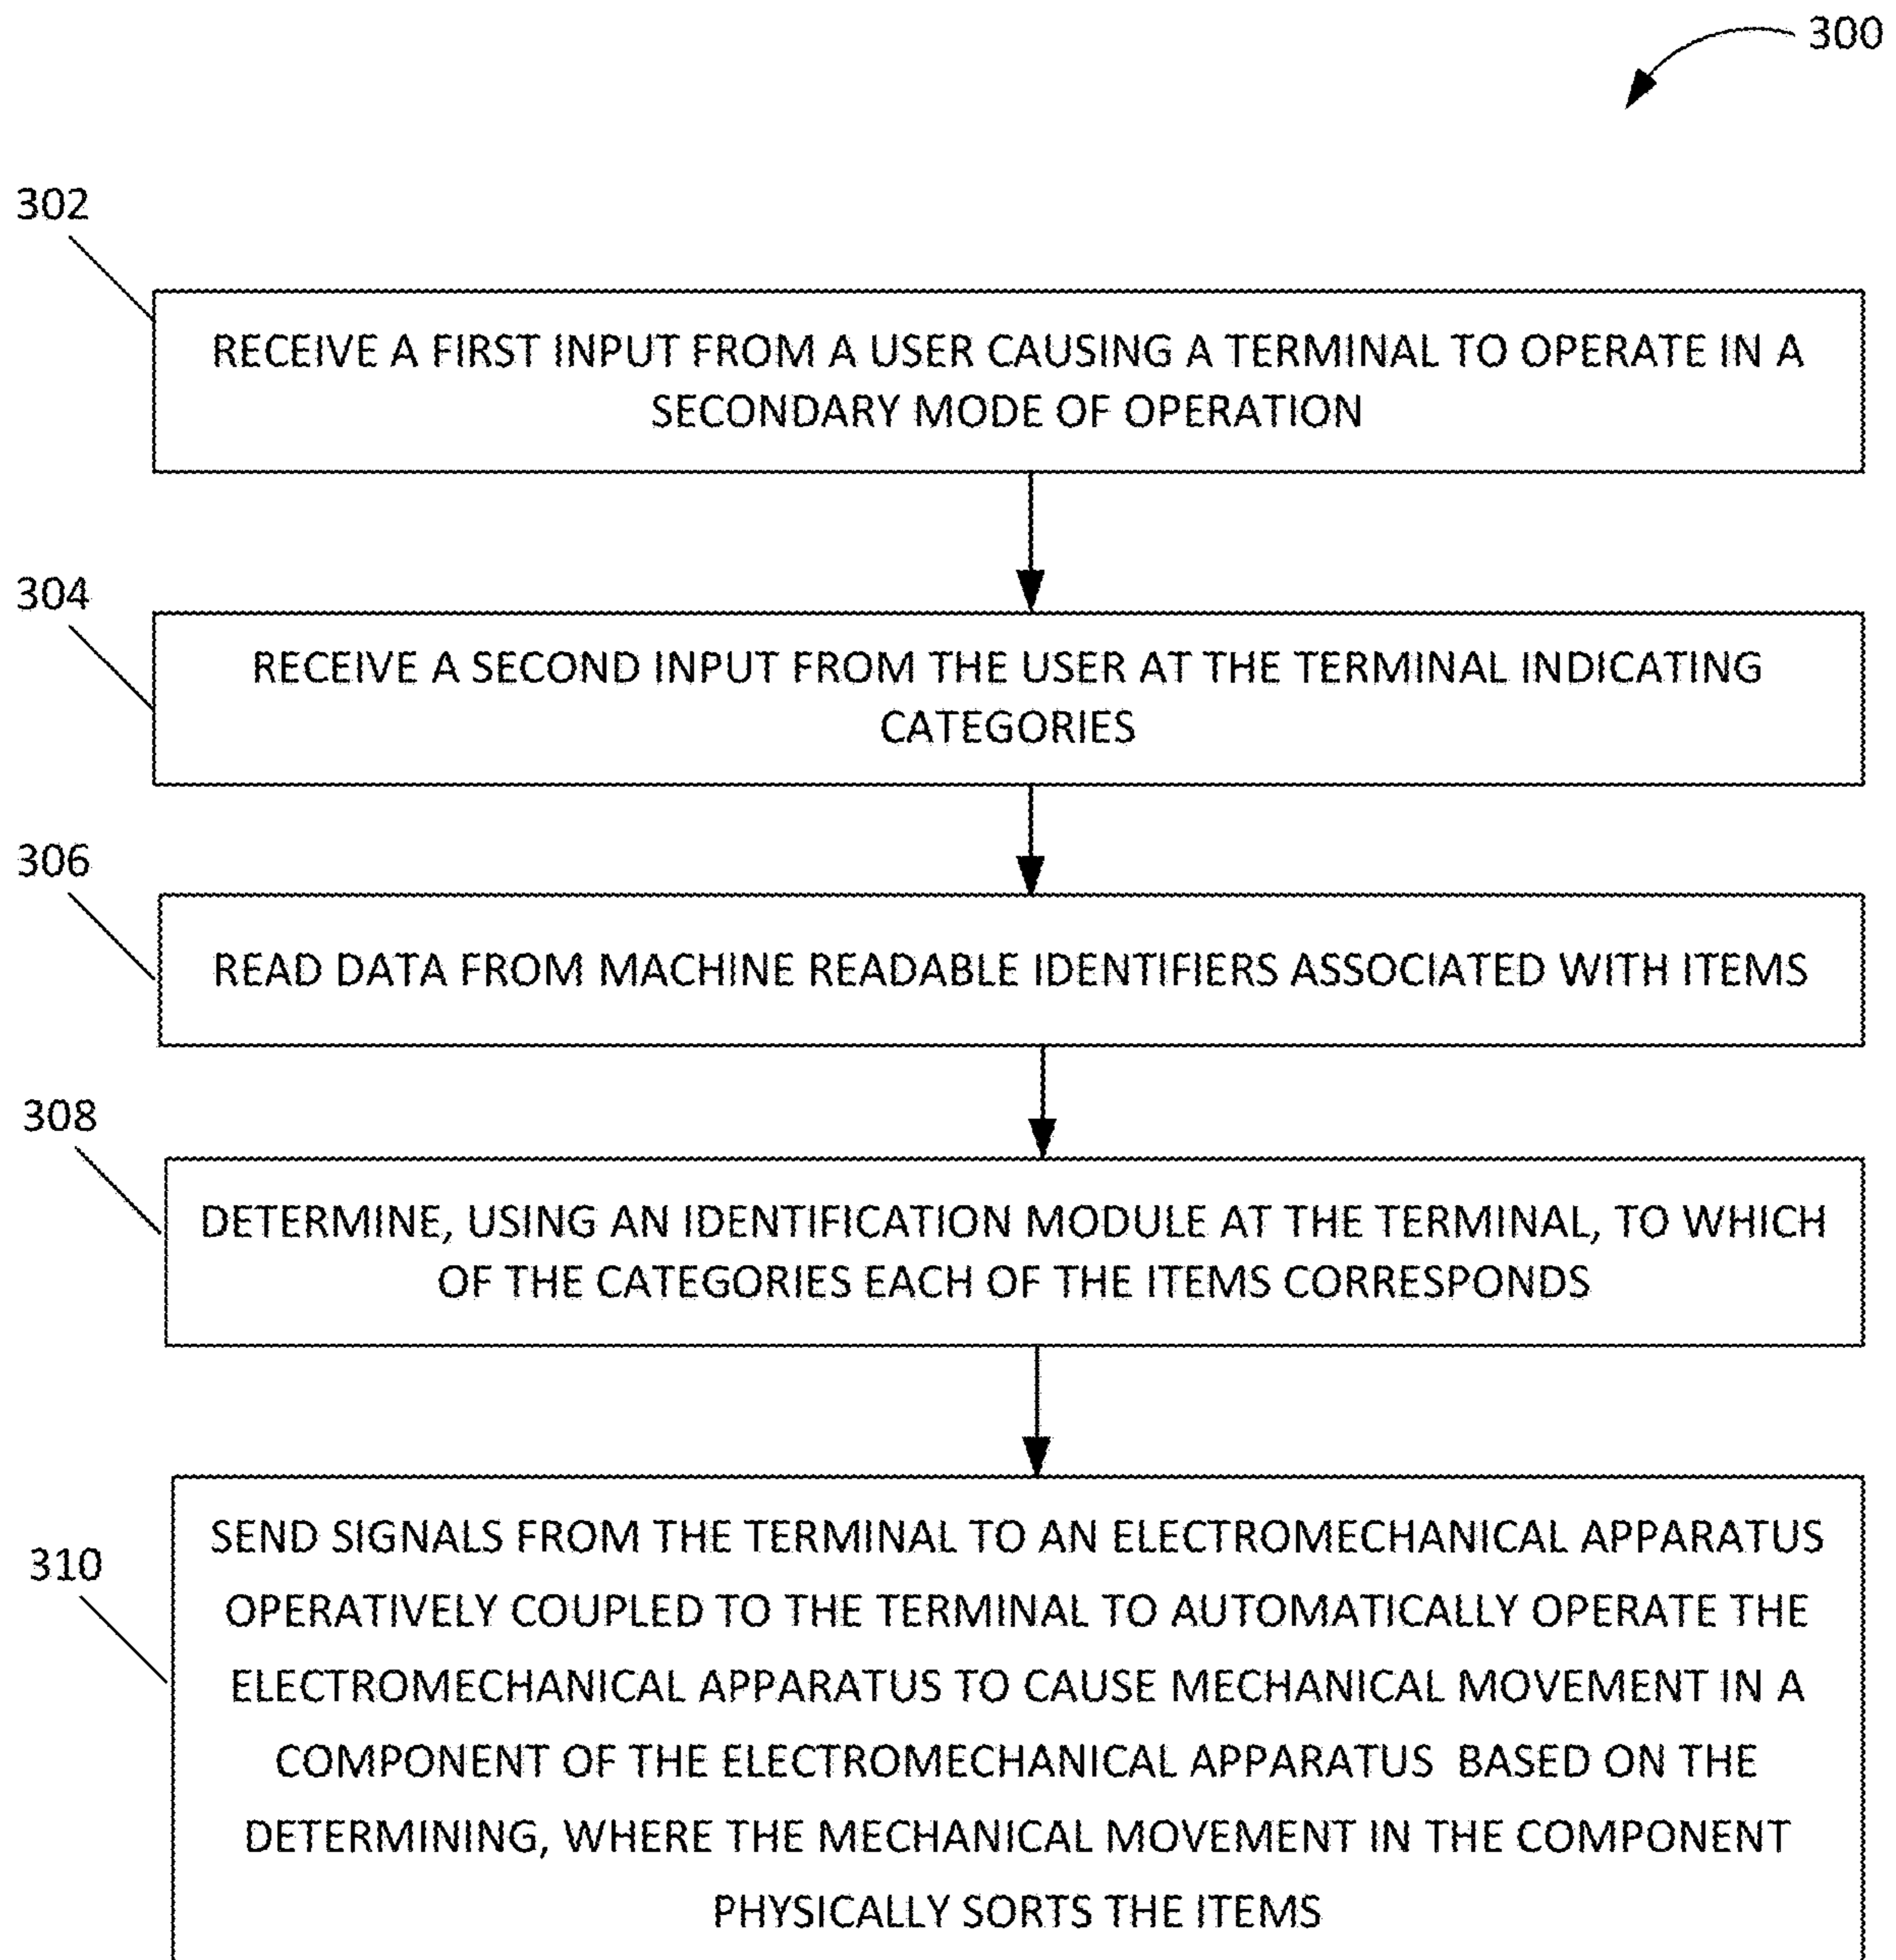 300
302
RECEIVE A FIRST INPUT FROM A USER CAUSING A TERMINAL TO OPERATE IN A
SECONDARY MODE OF OPERATION
304
RECEIVE A SECOND INPUT FROM THE USER AT THE TERMINAL INDICATING
CATEGORIES
306
READ DATA FROM MACHINE READABLE IDENTIFIERS ASSOCIATED WITH ITEMS
308
DETERMINE, USING AN IDENTIFICATION MODULE AT THE TERMINAL, TO WHICH
OF THE CATEGORIES EACH OF THE ITEMS CORRESPONDS
310
SEND SIGNALS FROM THE TERMINAL TO AN ELECTROMECHANICAL APPARATUS
OPERATIVELY COUPLED TO THE TERMINAL TO AUTOMATICALLY OPERATE THE
ELECTROMECHANICAL APPARATUS TO CAUSE MECHANICAL MOVEMENT IN A
COMPONENT OF THE ELECTROMECHANICAL APPARATUS BASED ON THE
DETERMINING, WHERE THE MECHANICAL MOVEMENT IN THE COMPONENT
PHYSICALLY SORTS THE ITEMS